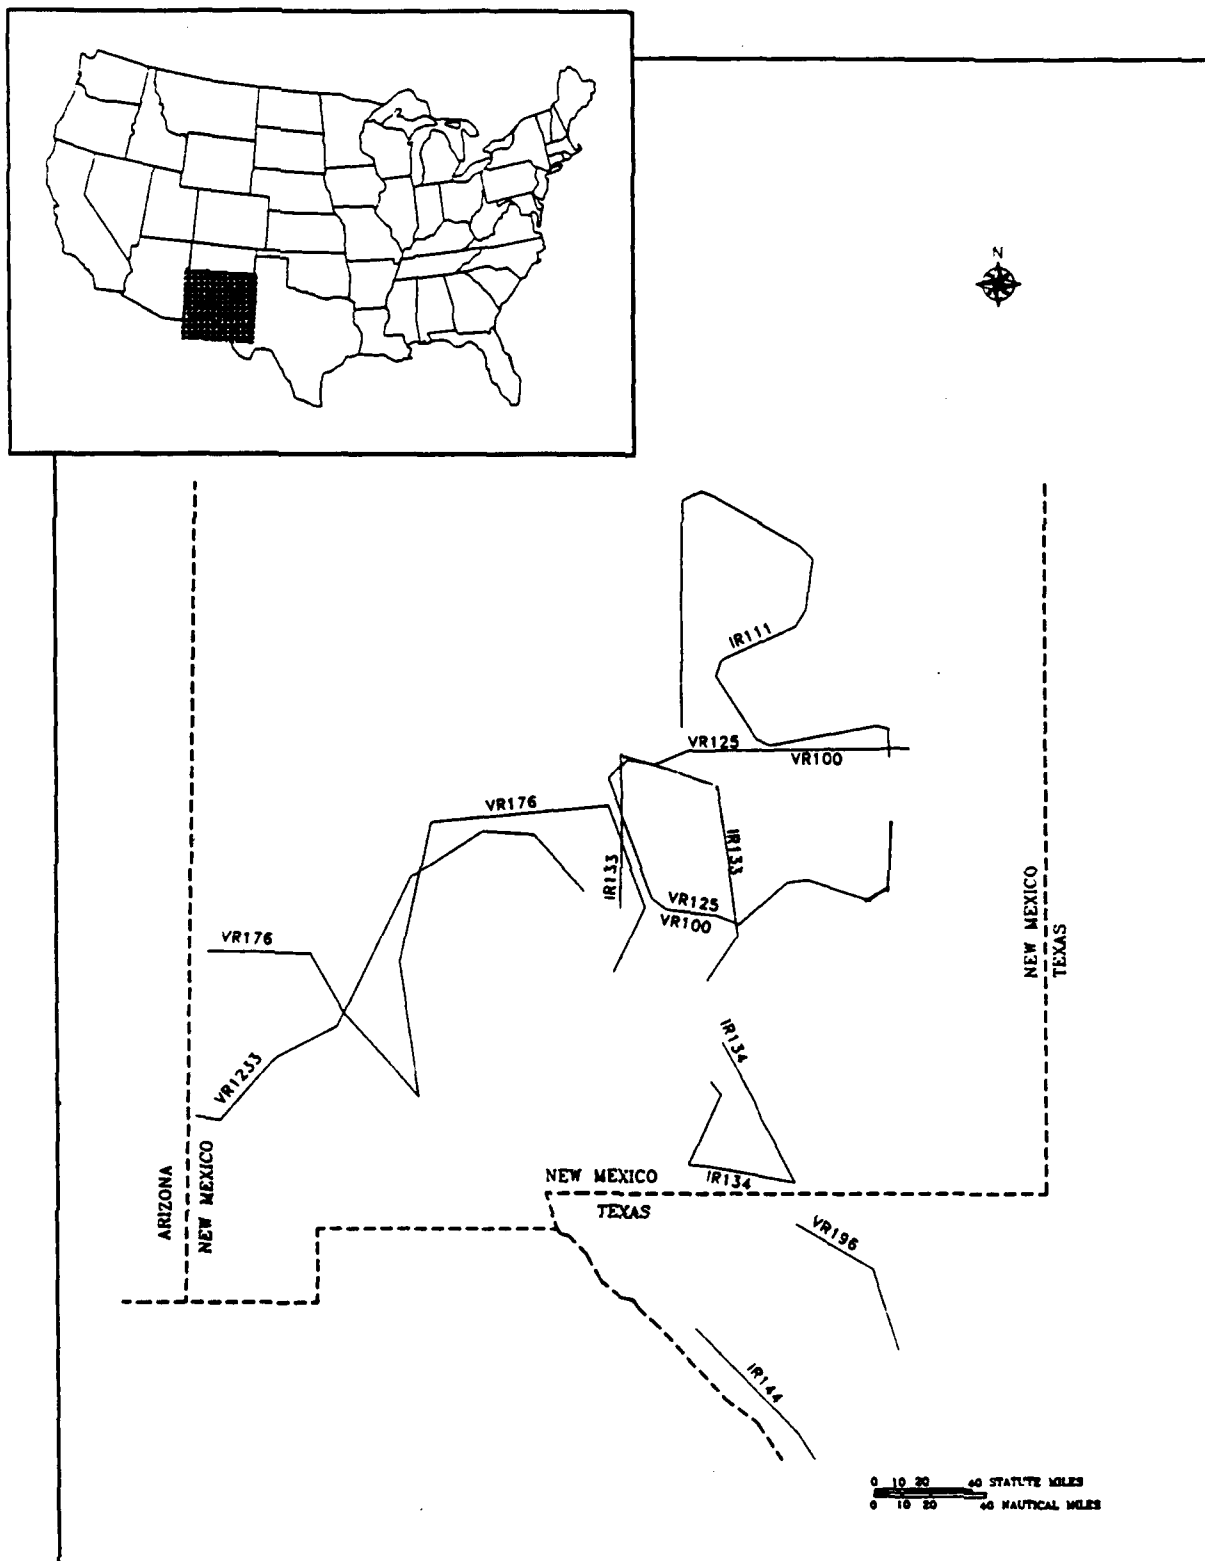 N
IR111
VR125
VR100
VR176
IR133
IR133
VR125
VR100
VR176
NEW MEXICO
TEXAS
IR134
VR1233
ARIZONA
NEW MEXICO
NEW MEXICO
IR134
TEXAS
VR196
IR144
0 10 20 40 STATUTE MILES
0 10 20 40 NAUTICAL MILES